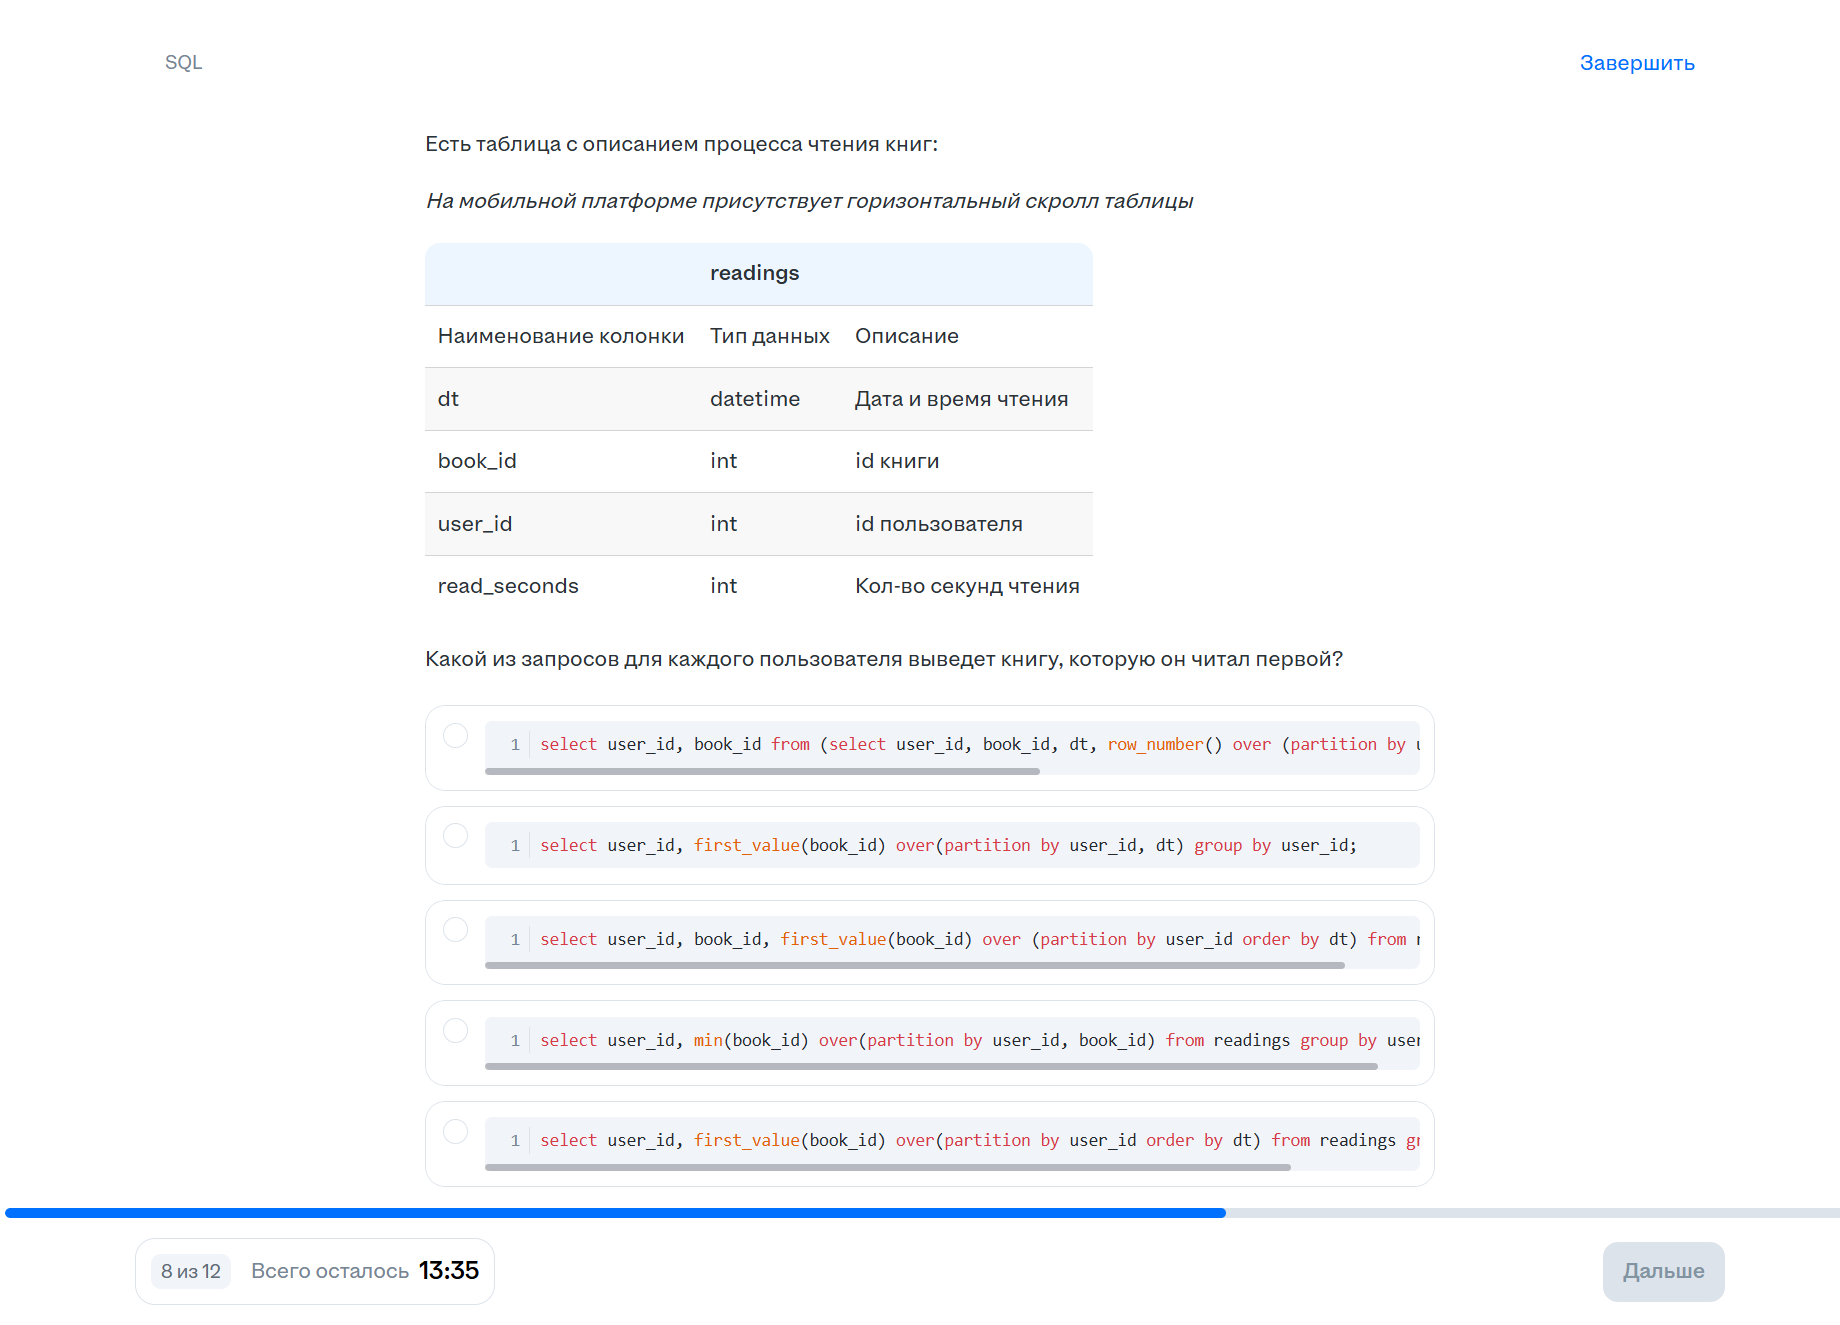 SQL
Завершить
Есть таблица с описанием процесса чтения книг:
На мобильной платформе присутствует горизонтальный скролл таблицы
readings
Наименование колонки Тип данных Описание
dt datetime Дата и время чтения
book_id int id книги
user_id int id пользователя
read_seconds int Кол-во секунд чтения
Какой из запросов для каждого пользователя выведет книгу, которую он читал первой?
1 select user_id, book_id from (select user_id, book_id, dt, row_number() over (partition by
1 select user_id, first_value(book_id) over(partition by user_id, dt) group by user_id;
1 select user_id, book_id, first_value(book_id) over (partition by user_id order by dt) from
1 select user_id, min(book_id) over(partition by user_id, book_id) from readings group by user
1 select user_id, first_value(book_id) over(partition by user_id order by dt) from readings
8 из 12 Всего осталось 13:35
Дальше